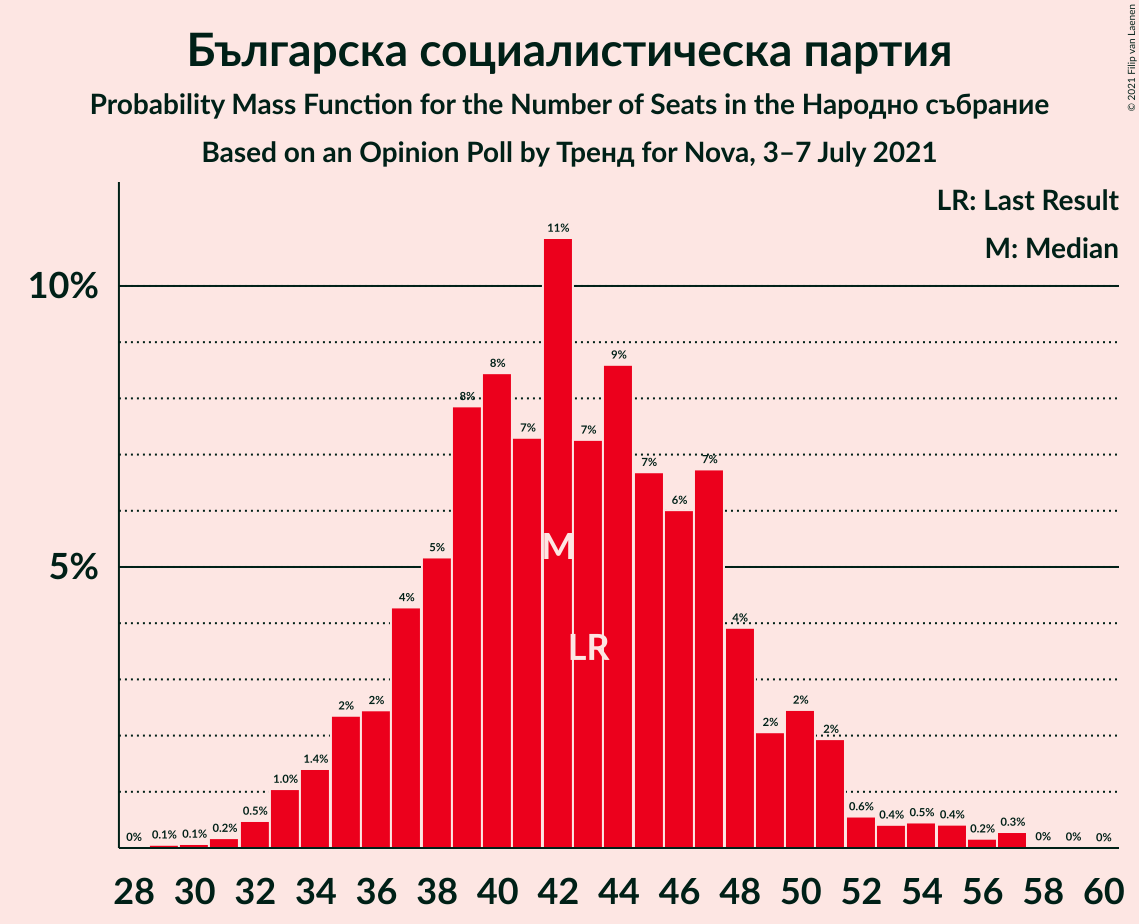 Българска социалистическа партия
Probability Mass Function for the Number of Seats in the Народно събрание
Based on an Opinion Poll by Тренд for Nova, 3–7 July 2021
© 2021 Filip van Laenen
LR: Last Result
M: Median
10%
5%
0% 0.1% 0.1% 0.2% 0.5% 1.0% 1.4% 2% 2% 4% 5% 8% 8% 7% 11% 7% 9% 7% 6% 7% 4% 2% 2% 2% 0.6% 0.4% 0.5% 0.4% 0.2% 0.3% 0% 0% 0%
M
LR
28 30 32 34 36 38 40 42 44 46 48 50 52 54 56 58 60